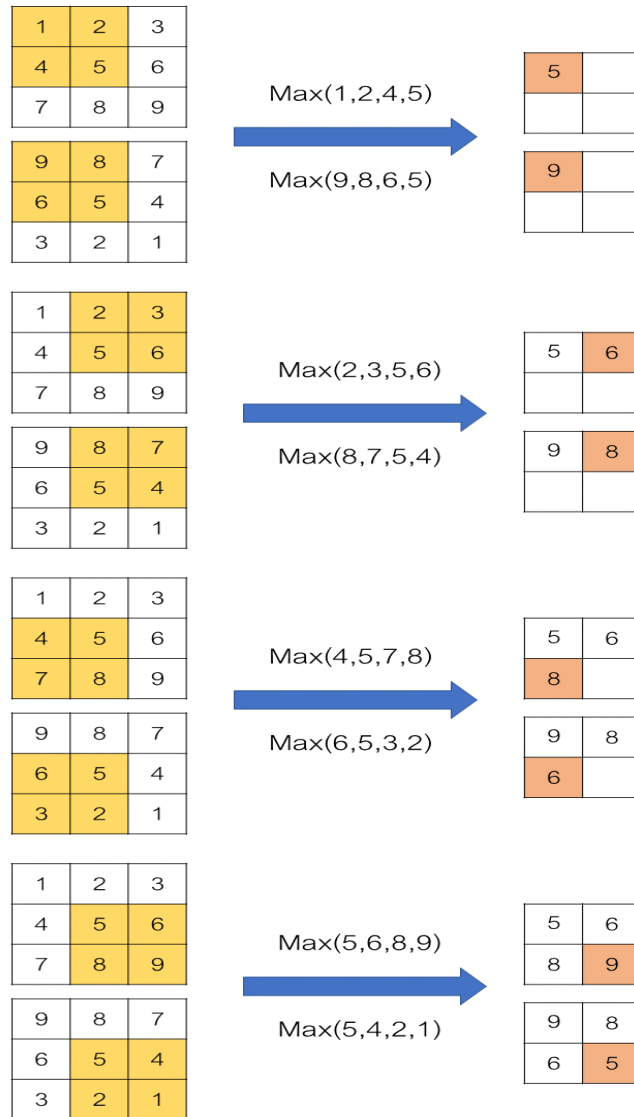 1 2 3
4 5 6
7 8 9
9 8 7
6 5 4
3 2 1
Max(1,2,4,5)
Max(9,8,6,5)
5
9
1 2 3
4 5 6
7 8 9
9 8 7
6 5 4
3 2 1
Max(2,3,5,6)
Max(8,7,5,4)
5 6
9 8
1 2 3
4 5 6
7 8 9
9 8 7
6 5 4
3 2 1
Max(4,5,7,8)
Max(6,5,3,2)
5 6
8
9 8
6
1 2 3
4 5 6
7 8 9
9 8 7
6 5 4
3 2 1
Max(5,6,8,9)
Max(5,4,2,1)
5 6
8 9
9 8
6 5